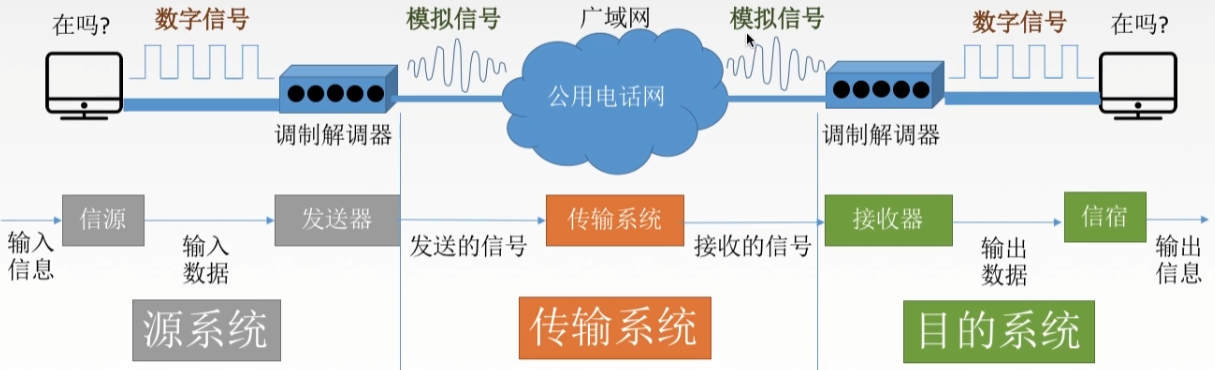 在吗?
数字信号
模拟信号
广域网
模拟信号
数字信号
在吗?
公用电话网
调制解调器
调制解调器
信源
发送器
传输系统
接收器
信宿
输入
信息
输入
数据
发送的信号
接收的信号
输出
数据
输出
信息
源系统
传输系统
目的系统